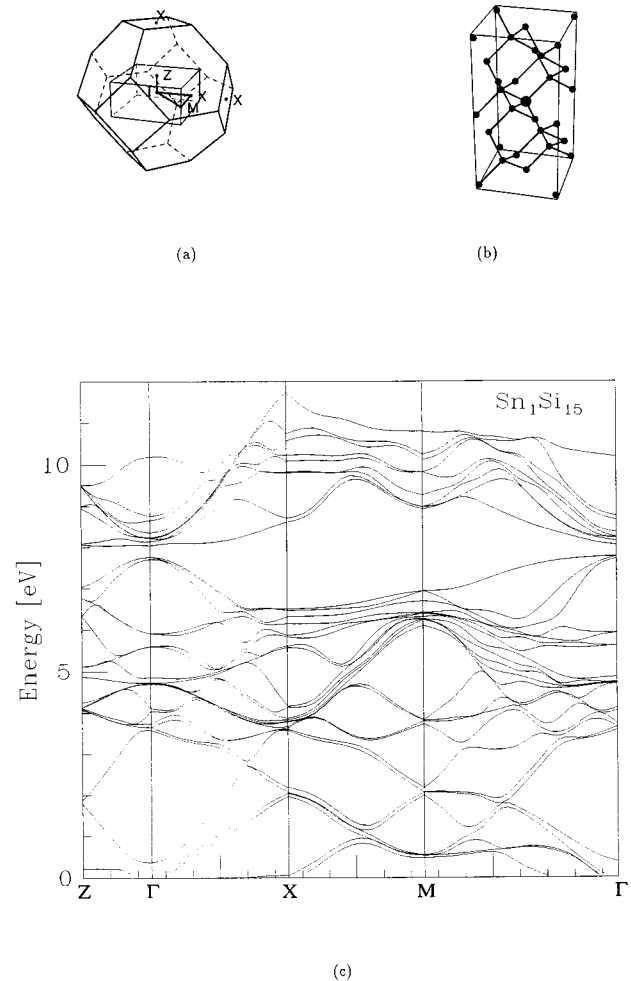 X
Z
Γ
X
M
X
(a)
(b)
Sn₁Si₁₅
10
5
0
Energy [eV]
Z Γ X M Γ
(c)